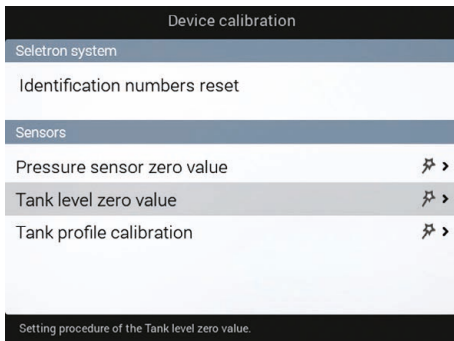 Device calibration
Seletron system
Identification numbers reset
Sensors
Pressure sensor zero value
Tank level zero value
Tank profile calibration
Setting procedure of the Tank level zero value.